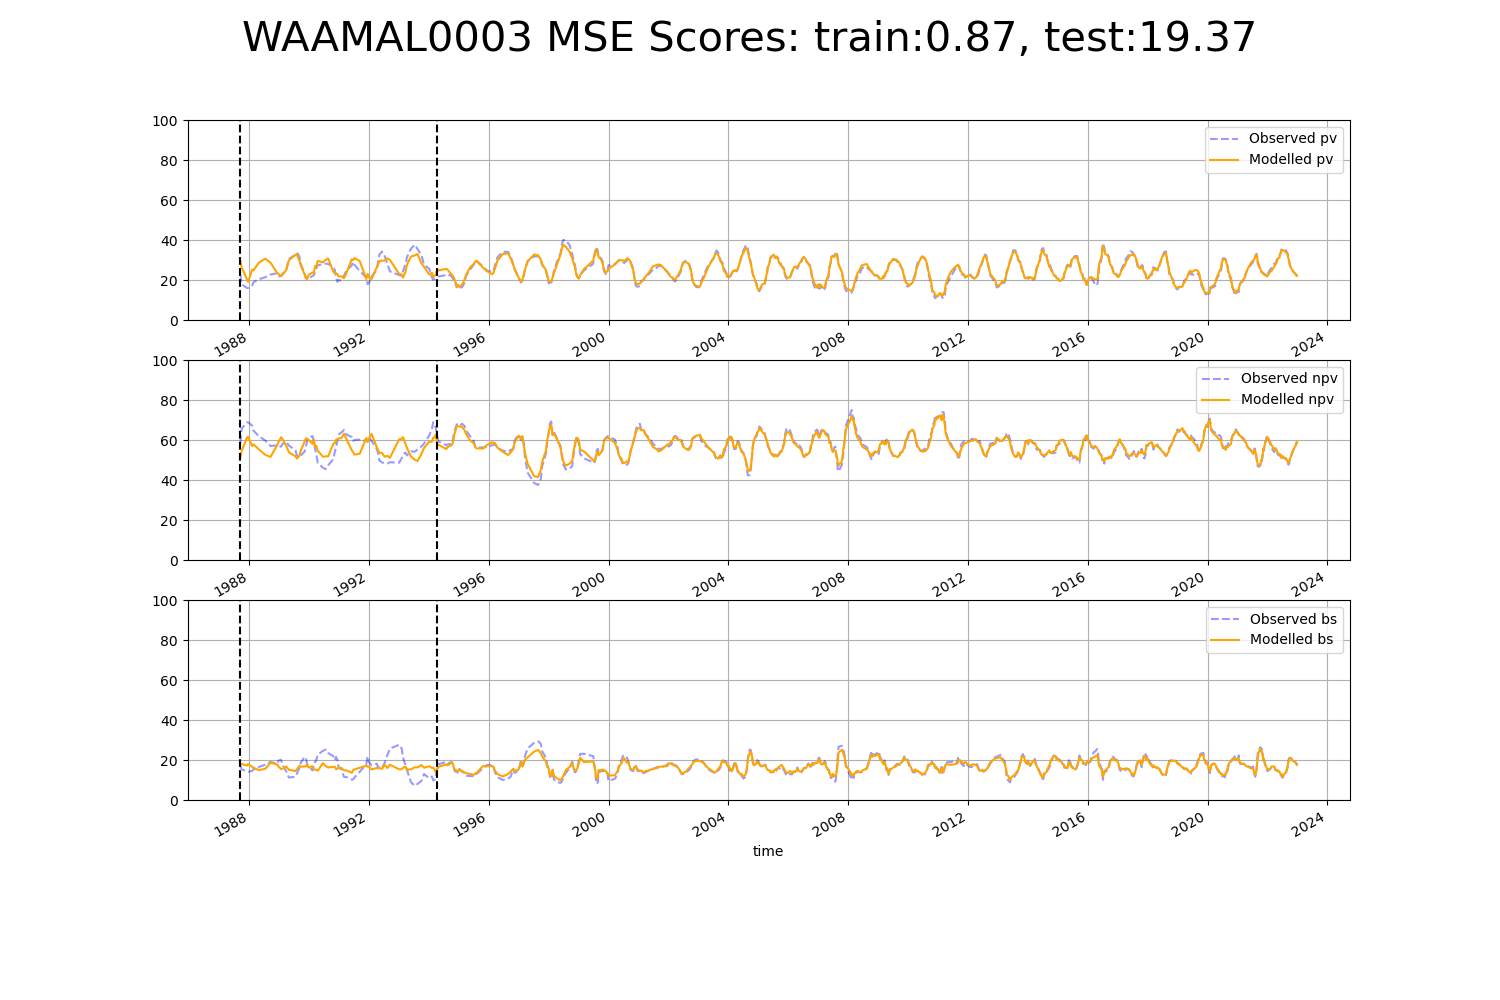 WAAMAL0003 MSE Scores: train:0.87, test:19.37
100
80
60
40
20
0
Observed pv
Modelled pv
1988 1992 1996 2000 2004 2008 2012 2016 2020 2024
100
80
60
40
20
0
Observed npv
Modelled npv
1988 1992 1996 2000 2004 2008 2012 2016 2020 2024
100
80
60
40
20
0
Observed bs
Modelled bs
1988 1992 1996 2000 2004 2008 2012 2016 2020 2024
time